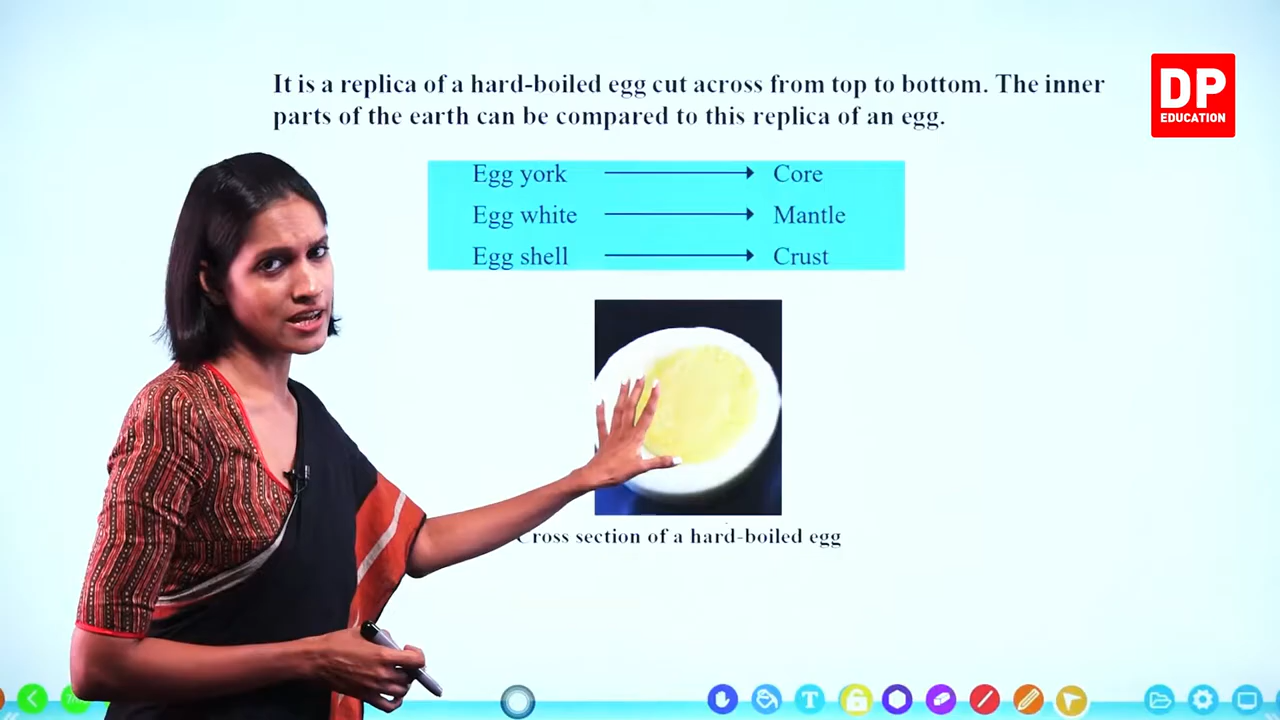 It is a replica of a hard-boiled egg cut across from top to bottom. The inner
parts of the earth can be compared to this replica of an egg.
DP
EDUCATION
Egg york Core
Egg white Mantle
Egg shell Crust
Cross section of a hard-boiled egg
T